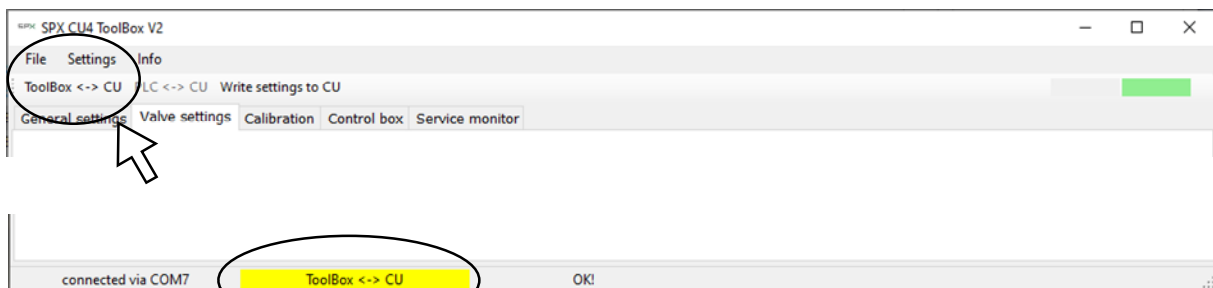 SPX SPX CU4 ToolBox V2
File Settings Info
ToolBox <-> CU PLC <-> CU Write settings to CU
General settings Valve settings Calibration Control box Service monitor
connected via COM7 ToolBox <-> CU OK!